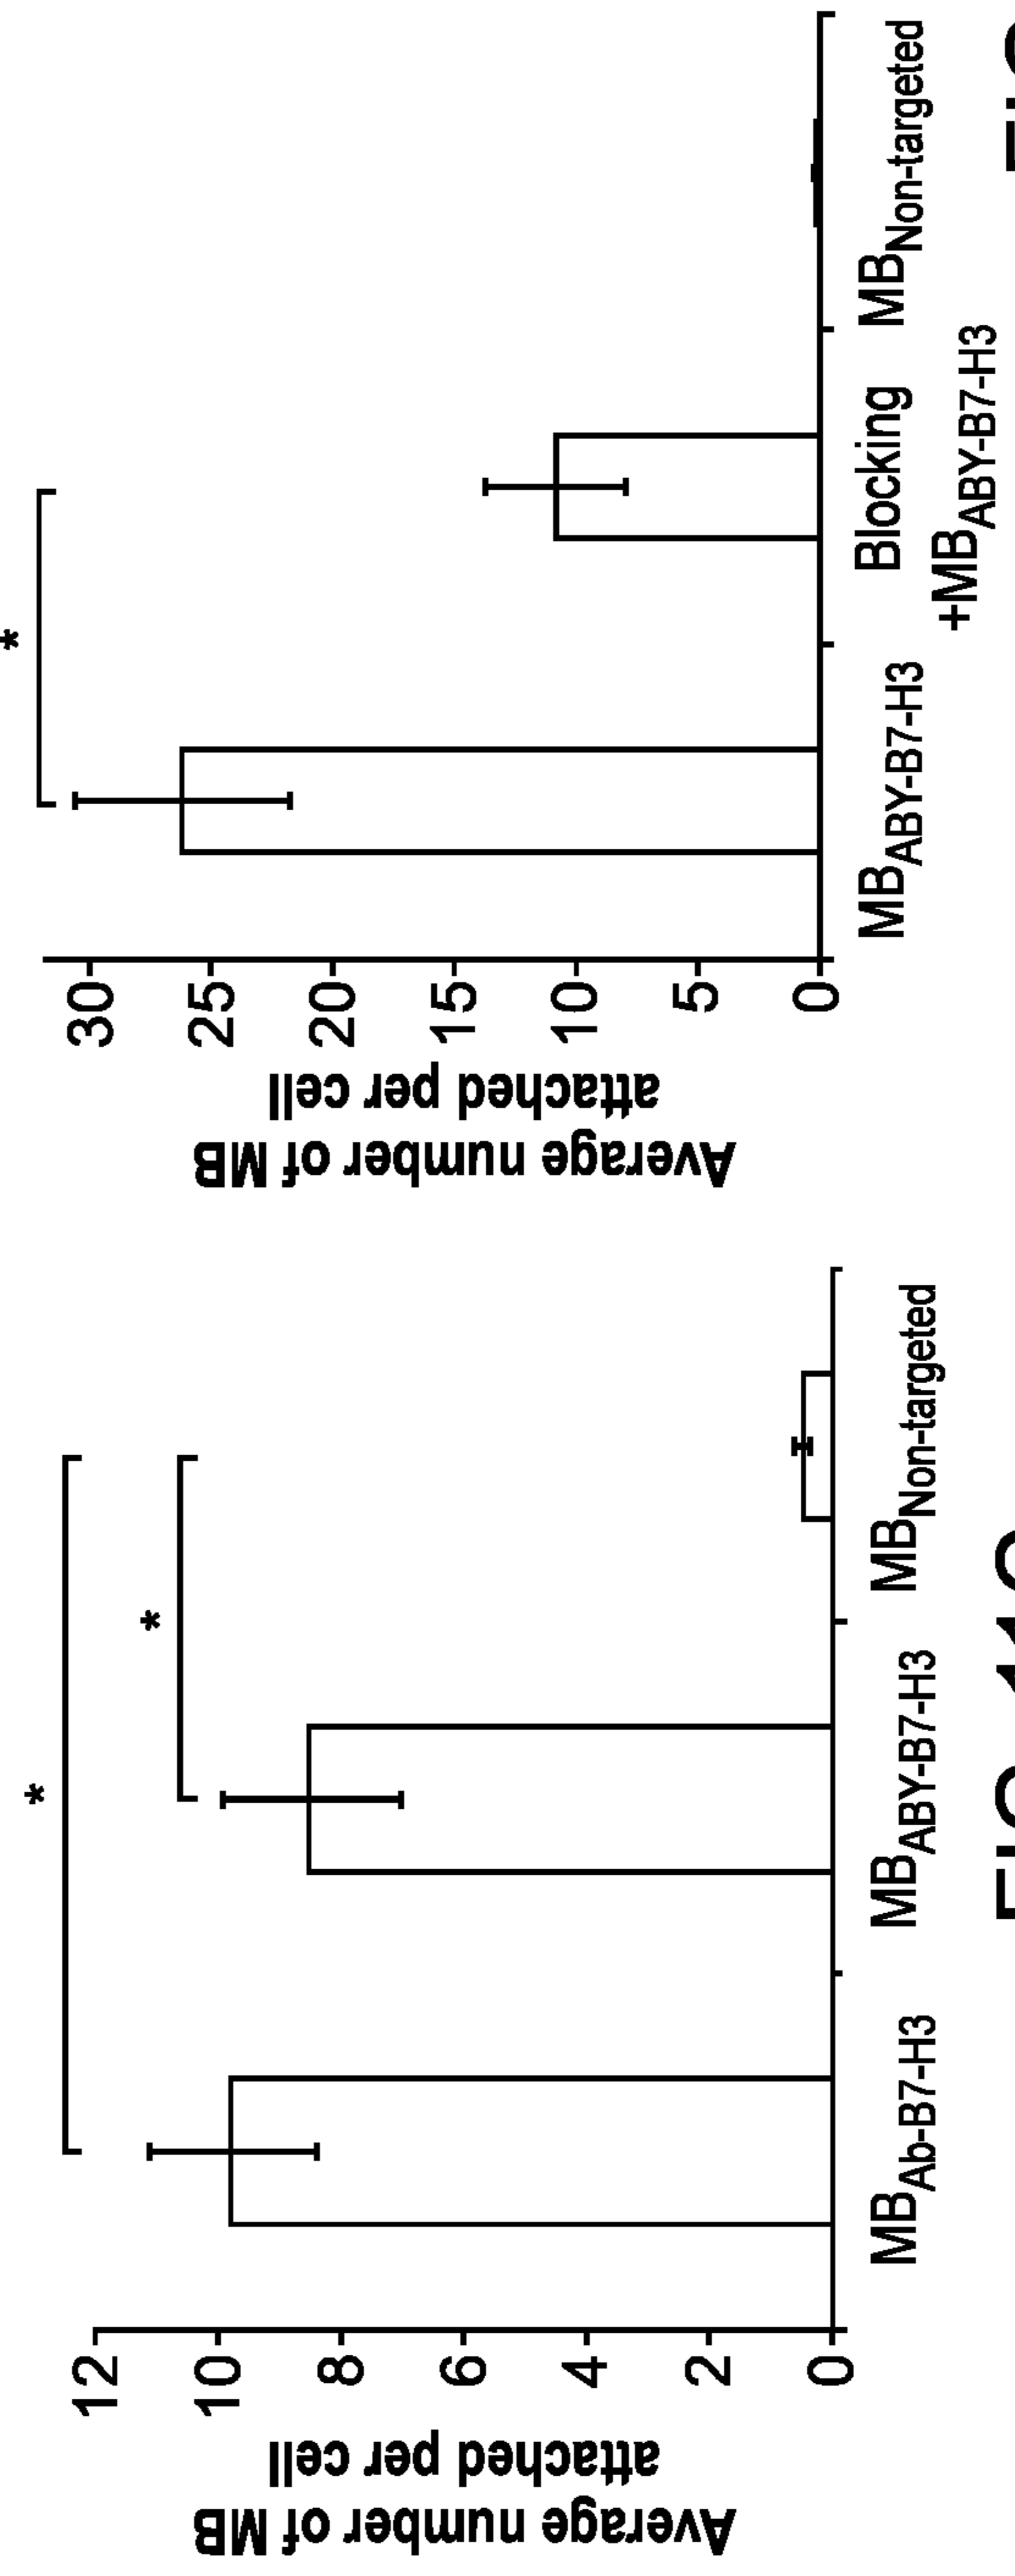 Average number of MB
attached per cell
12
10
8
6
4
2
0
*
*
MBAb-B7-H3
MBABY-B7-H3
MBNon-targeted
Average number of MB
attached per cell
30
25
20
15
10
5
0
*
MBABY-B7-H3
Blocking
+MBABY-B7-H3
MBNon-targeted